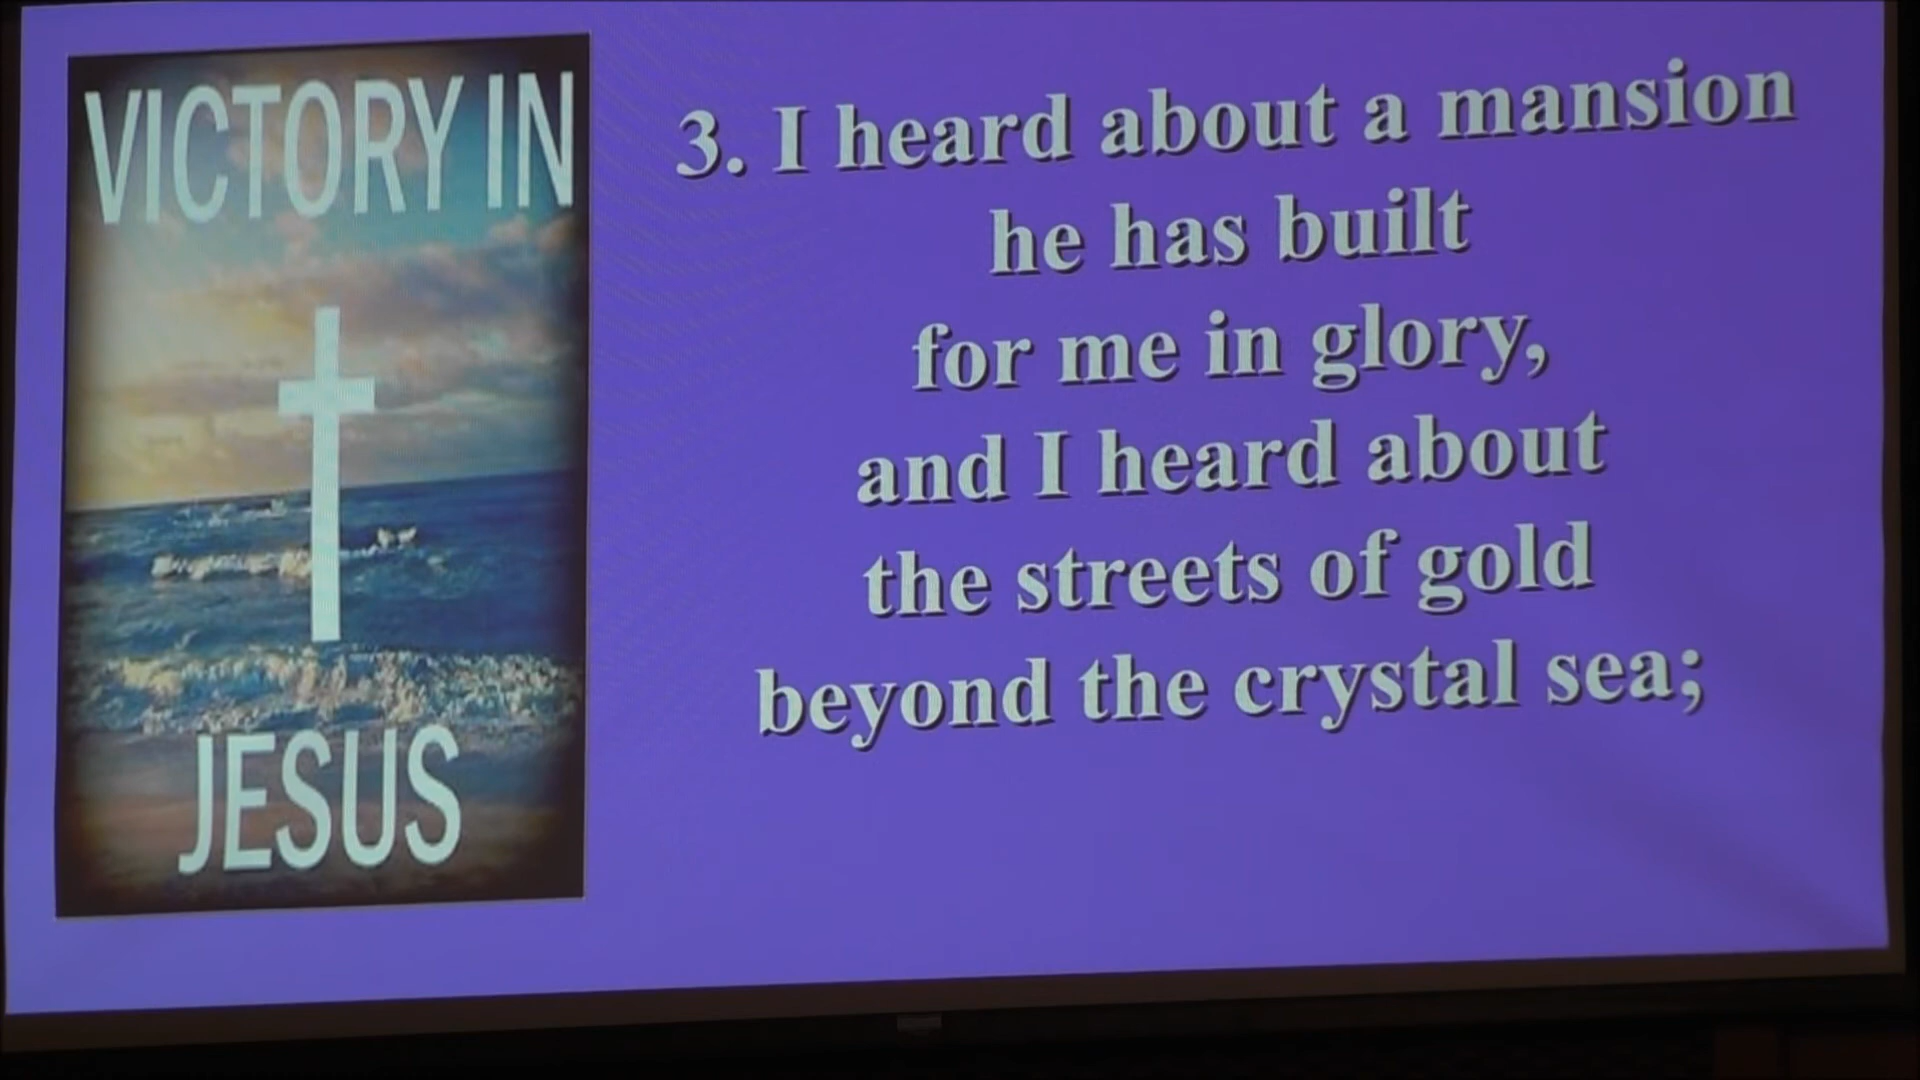 VICTORY IN
JESUS
3. I heard about a mansion
he has built
for me in glory,
and I heard about
the streets of gold
beyond the crystal sea;